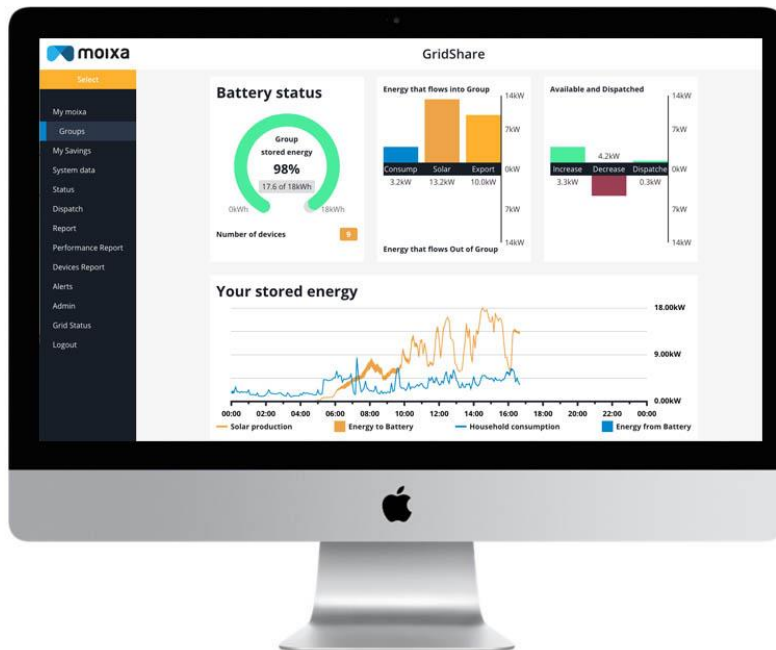 moixa
GridShare
Select
My moixa
Groups
My Savings
System data
Status
Dispatch
Report
Performance Report
Devices Report
Alerts
Admin
Grid Status
Logout
Battery status
Group
stored energy
98%
17.6 of 18kWh
0kWh
18kWh
Number of devices
9
Energy that flows into Group
14kW
7kW
0kW
7kW
14kW
Consump
Solar
Export
3.2kW
13.2kW
10.0kW
Energy that flows Out of Group
Available and Dispatched
14kW
7kW
0kW
7kW
14kW
4.2kW
Increase
Decrease
Dispatche
3.3kW
0.3kW
Your stored energy
18.00kW
9.00kW
0.00kW
00:00 02:00 04:00 06:00 08:00 10:00 12:00 14:00 16:00 18:00 20:00 22:00 00:00
Solar production
Energy to Battery
Household consumption
Energy from Battery